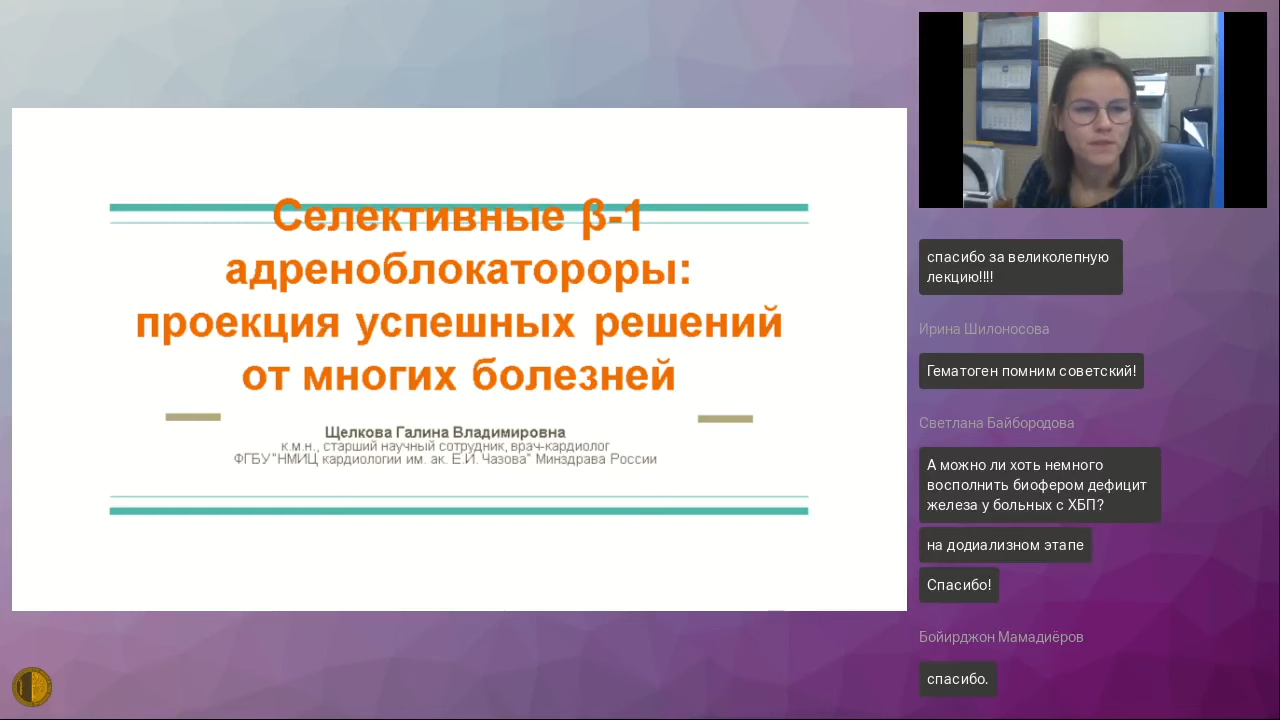 Селективные β-1
адреноблокатороры:
проекция успешных решений
от многих болезней
Щелкова Галина Владимировна
к.м.н., старший научный сотрудник, врач-кардиолог
ФГБУ "НМИЦ кардиологии им. ак. Е.И. Чазова" Минздрава России
спасибо за великолепную
лекцию!!!!
Ирина Шилоносова
Гематоген помним советский!
Светлана Байбородова
А можно ли хоть немного
восполнить биофером дефицит
железа у больных с ХБП?
на додиализном этапе
Спасибо!
Бойирджон Мамадиёров
спасибо.